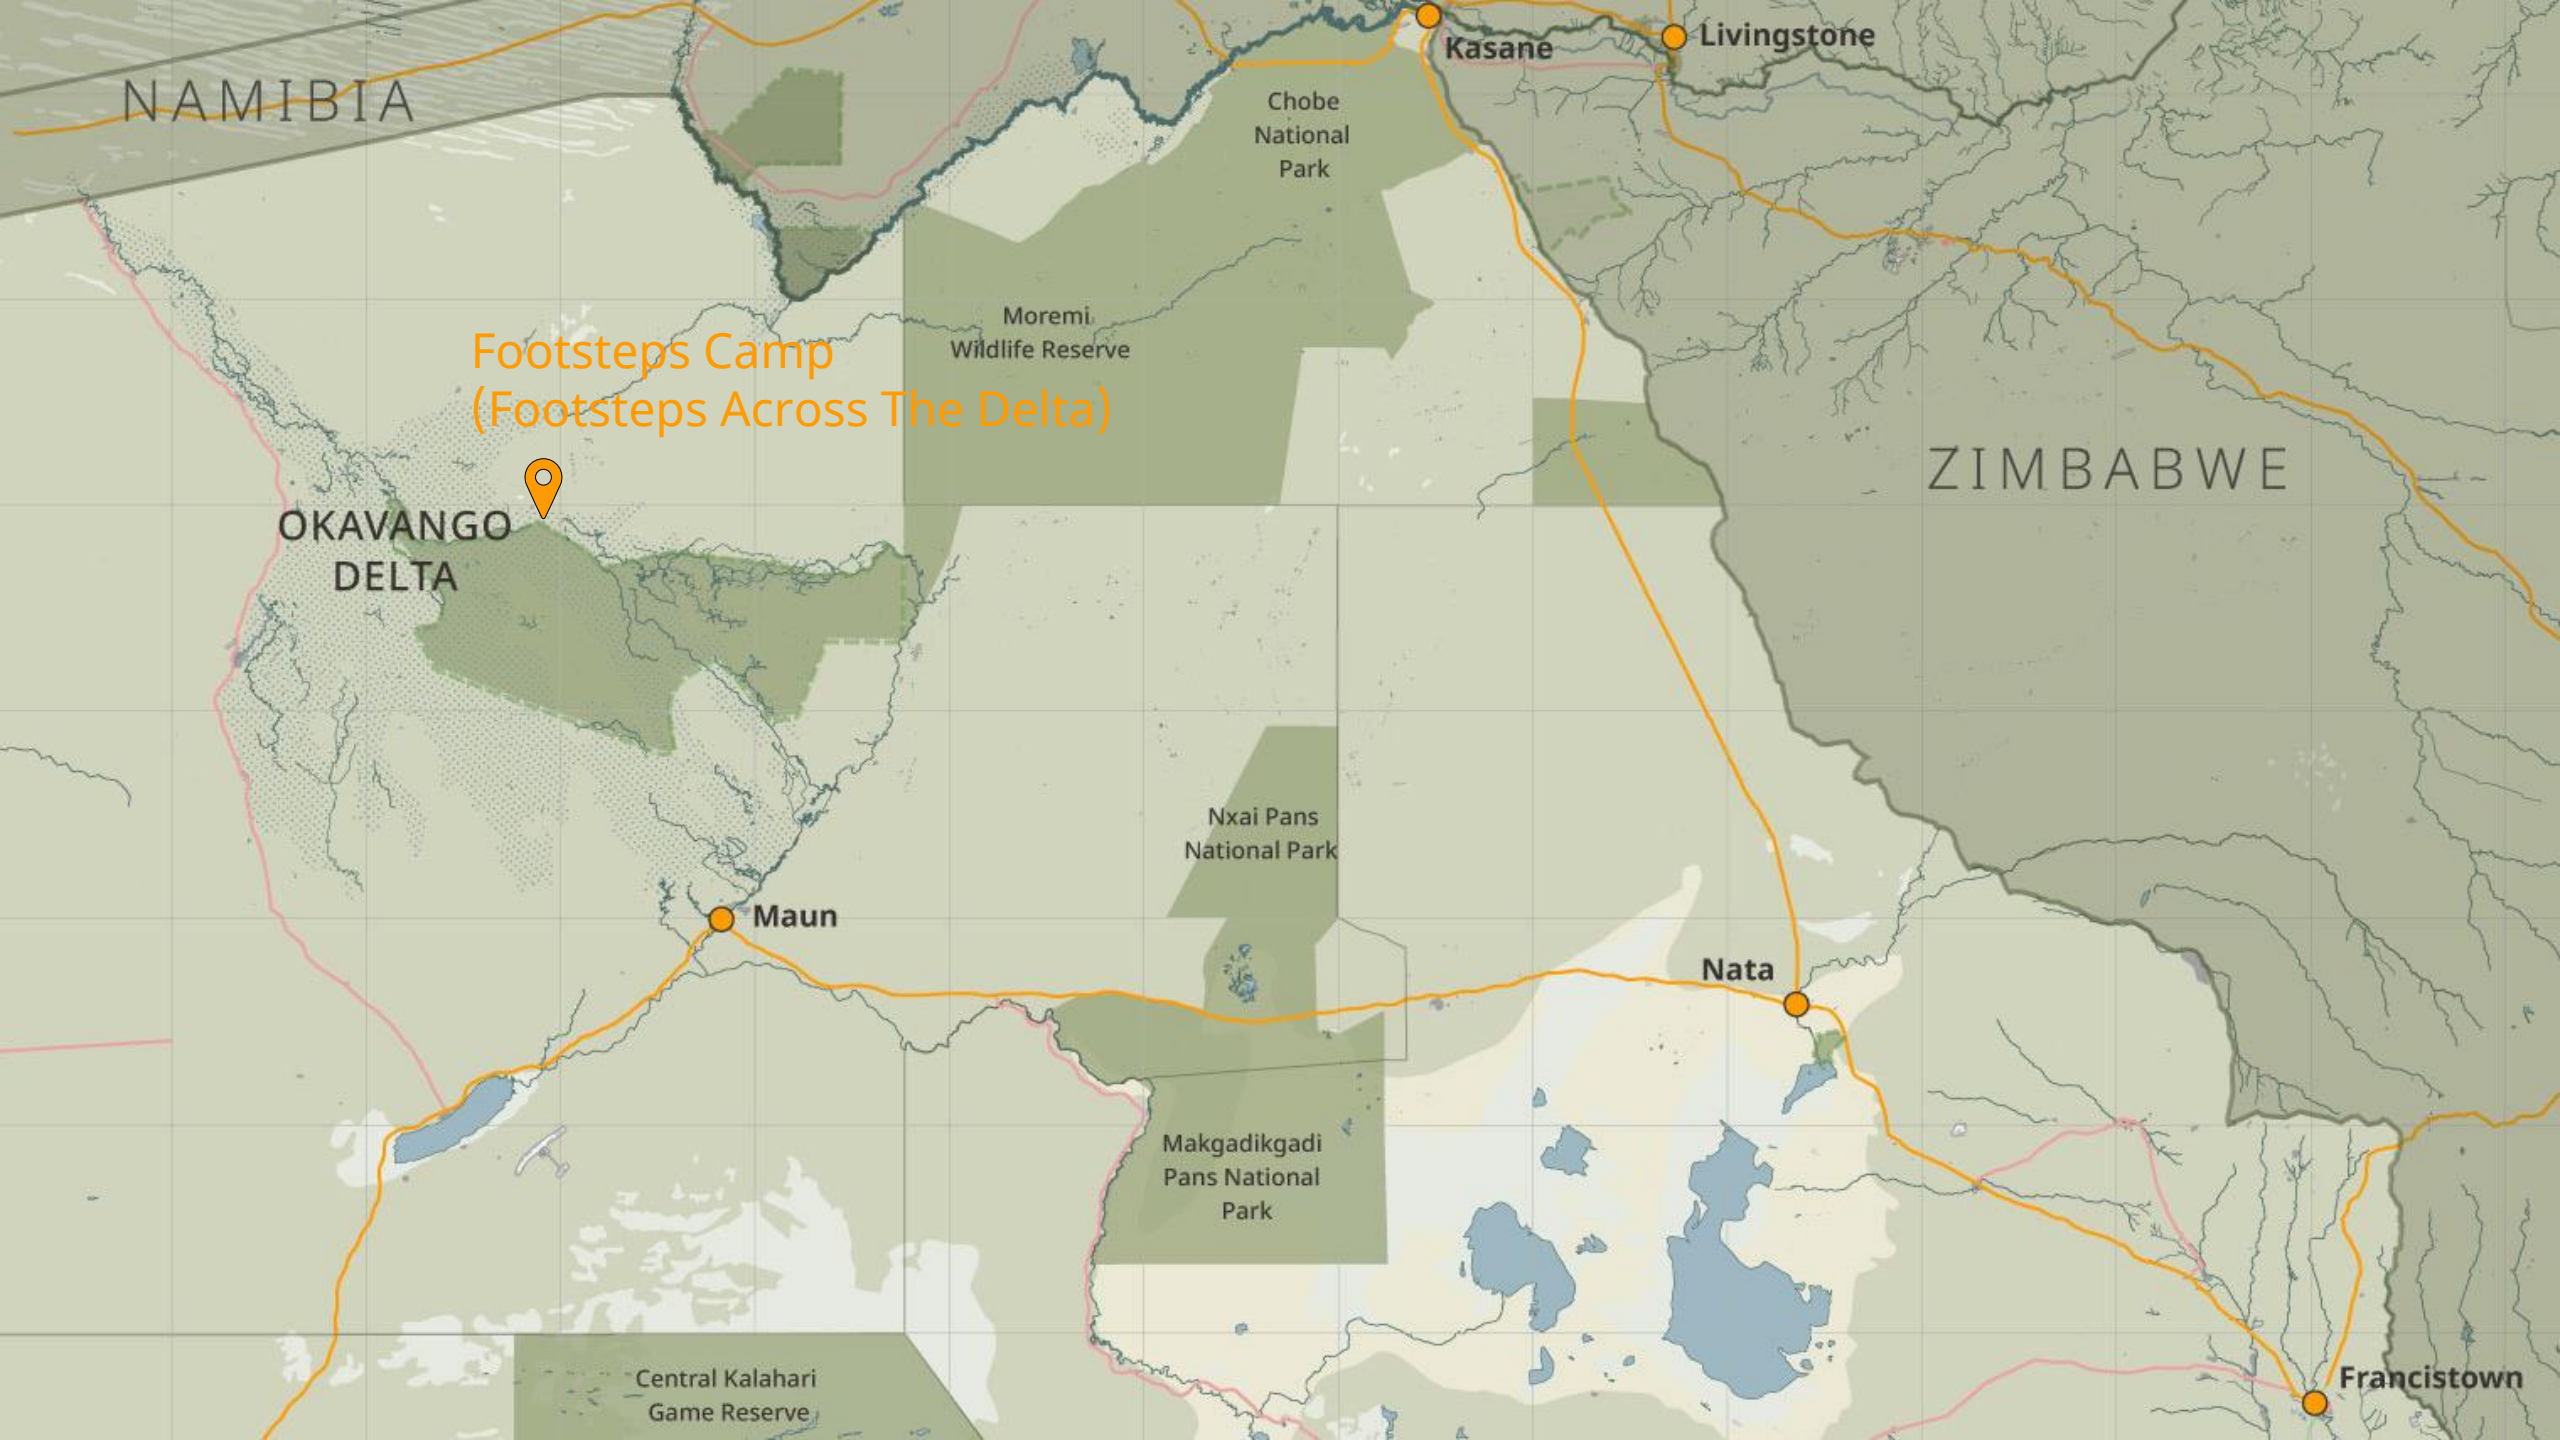 Livingstone
Kasane
NAMIBIA
Chobe
National
Park
Moremi
Wildlife Reserve
Footsteps Camp
(Footsteps Across The Delta)
ZIMBABWE
OKAVANGO
DELTA
Nxai Pans
National Park
Maun
Nata
Makgadikgadi
Pans National
Park
Central Kalahari
Game Reserve
Francistown